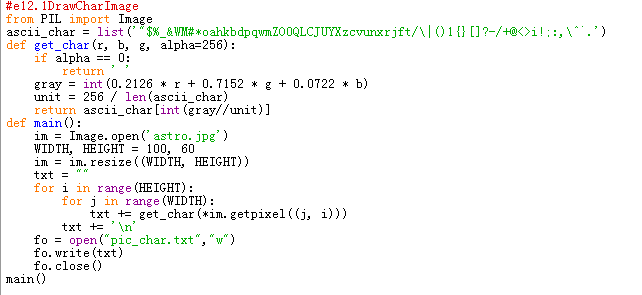 #e12.1DrawCharImage
from PIL import Image
ascii_char = list('"$%_&WM#*oahkbdpqwmZO0QLCJUYXzcvunxrjft/\|()1{}[]?-/+@<>i!;:,\^`.')
def get_char(r, b, g, alpha=256):
    if alpha == 0:
        return ' '
    gray = int(0.2126 * r + 0.7152 * g + 0.0722 * b)
    unit = 256 / len(ascii_char)
    return ascii_char[int(gray//unit)]
def main():
    im = Image.open('astro.jpg')
    WIDTH, HEIGHT = 100, 60
    im = im.resize((WIDTH, HEIGHT))
    txt = ""
    for i in range(HEIGHT):
        for j in range(WIDTH):
            txt += get_char(*im.getpixel((j, i)))
        txt += '\n'
    fo = open("pic_char.txt","w")
    fo.write(txt)
    fo.close()
main()